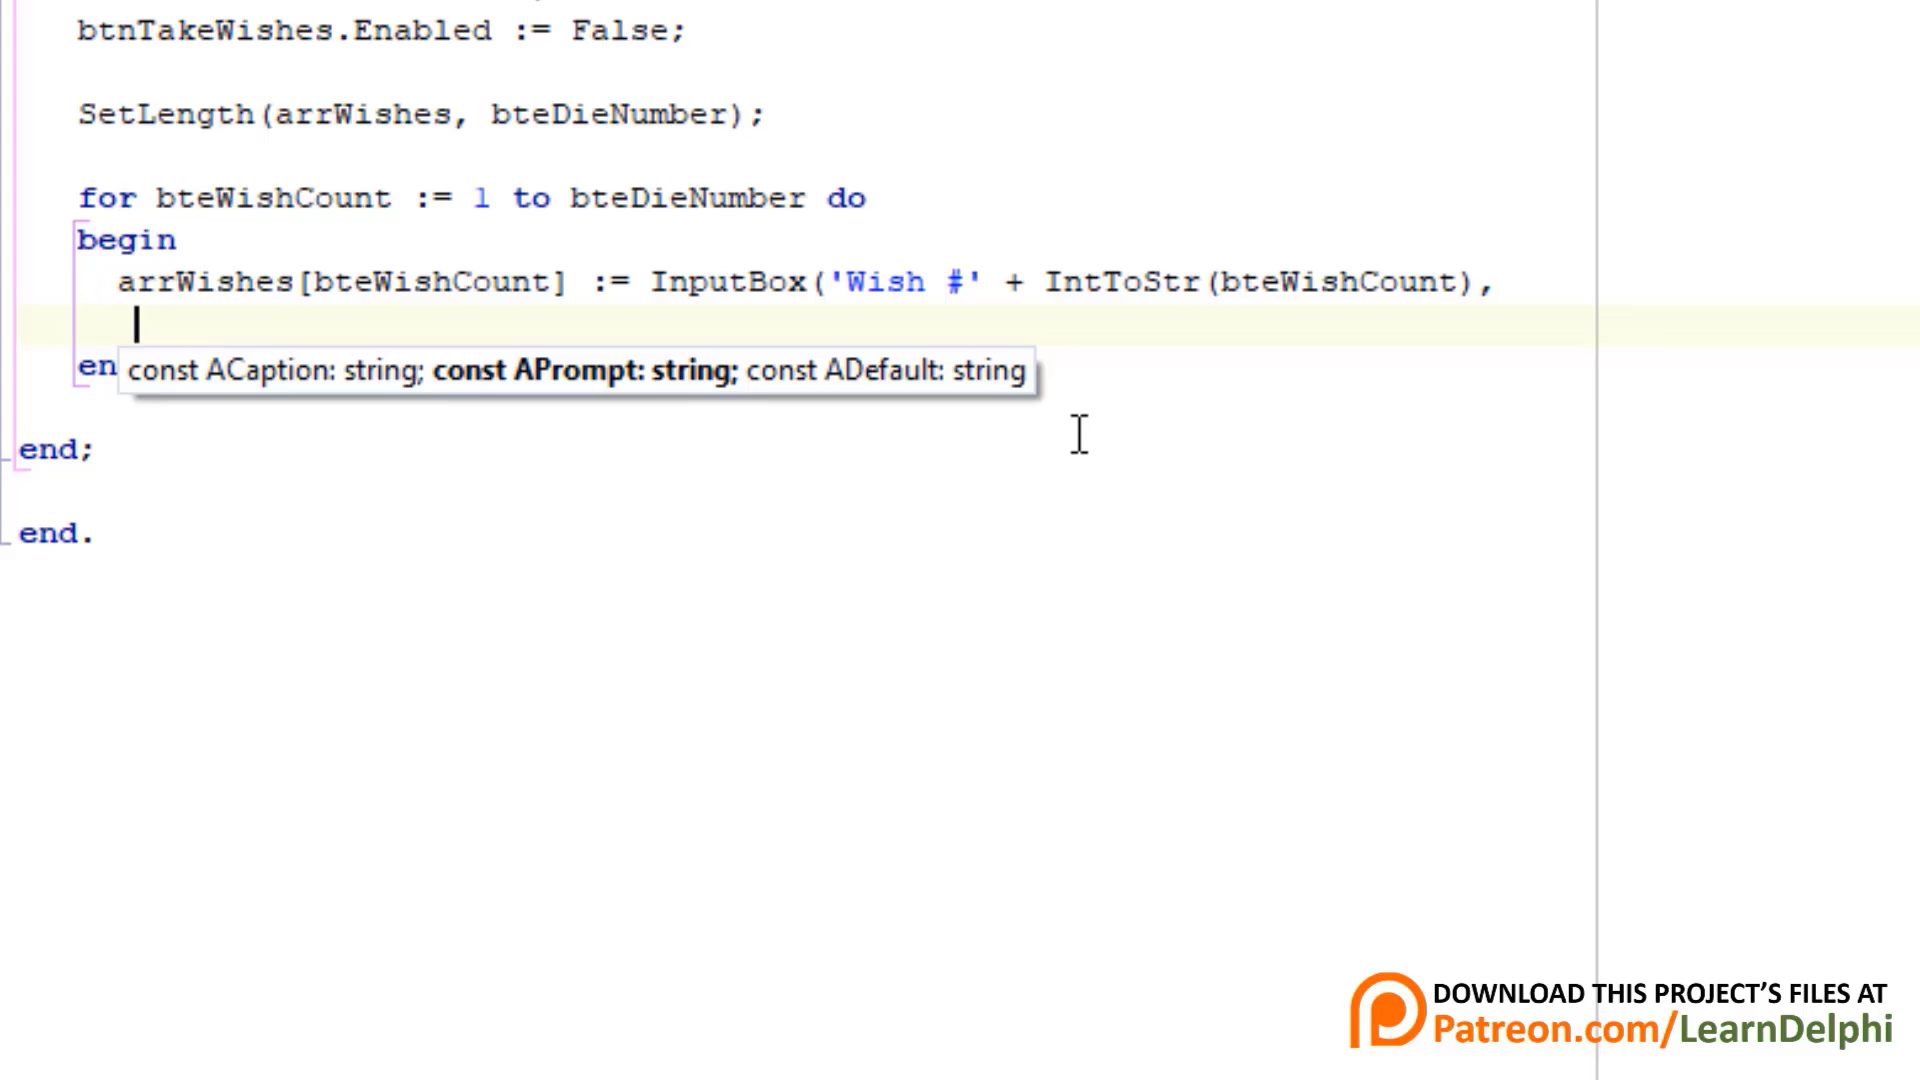 btnTakeWishes.Enabled := False;
SetLength(arrWishes, bteDieNumber);
for bteWishCount := 1 to bteDieNumber do
begin
arrWishes[bteWishCount] := InputBox('Wish #' + IntToStr(bteWishCount),
en
const ACaption: string; const APrompt: string; const ADefault: string
end;
end.
DOWNLOAD THIS PROJECT'S FILES AT
Patreon.com/LearnDelphi